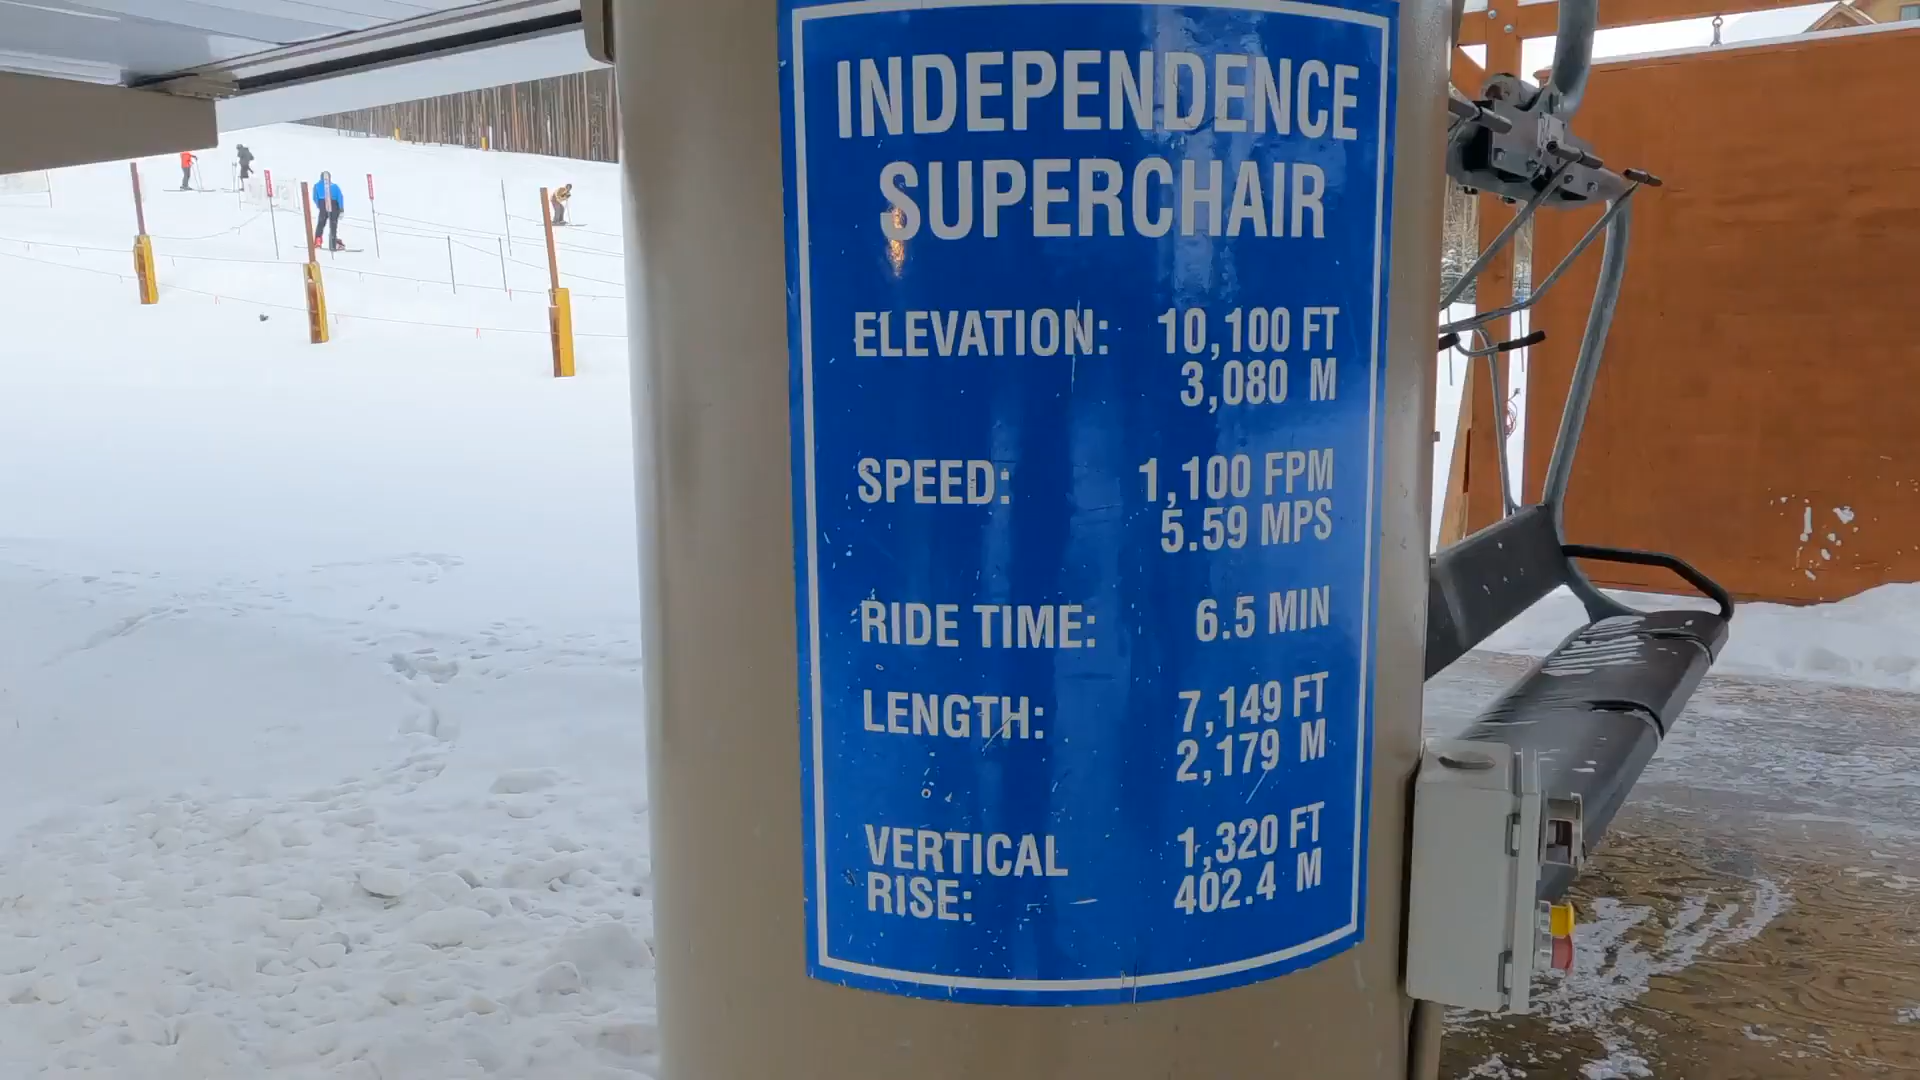 INDEPENDENCE
SUPERCHAIR
ELEVATION: 10,100 FT
3,080 M
SPEED: 1,100 FPM
5.59 MPS
RIDE TIME: 6.5 MIN
LENGTH: 7,149 FT
2,179 M
VERTICAL 1,320 FT
RISE: 402.4 M